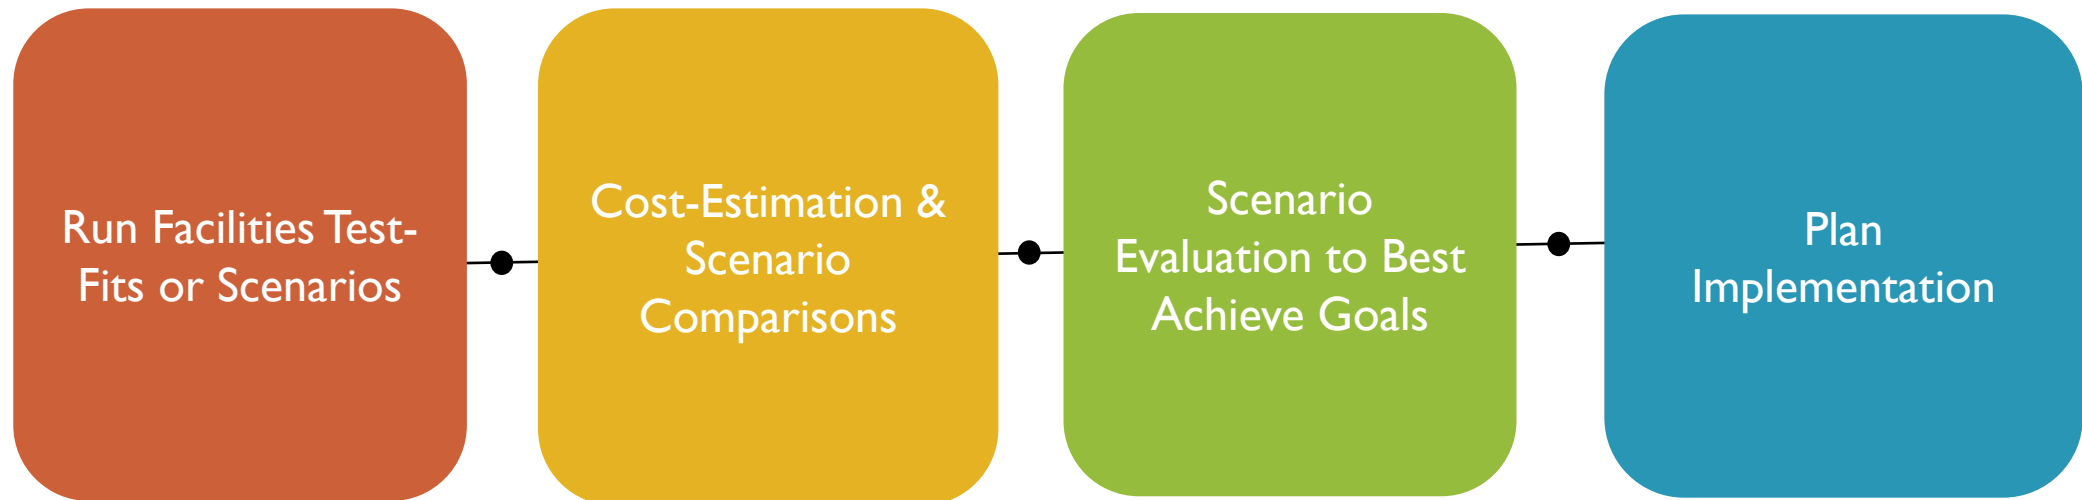 Run Facilities Test-
Fits or Scenarios
Cost-Estimation &
Scenario
Comparisons
Scenario
Evaluation to Best
Achieve Goals
Plan
Implementation